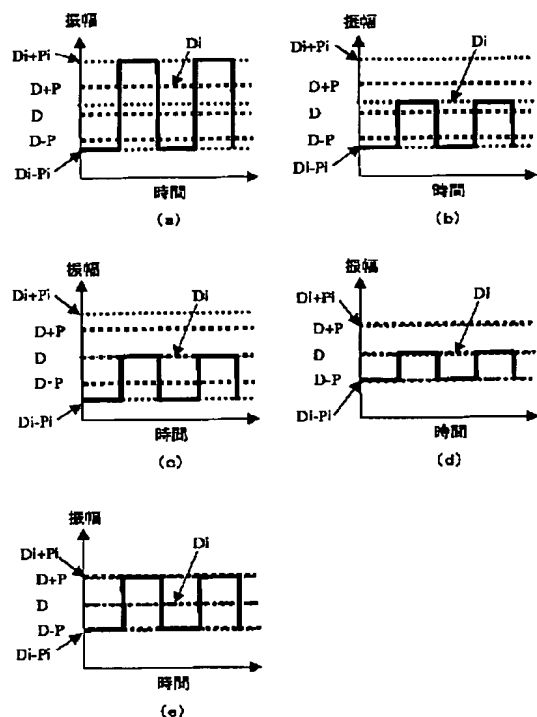 振幅
Di+Pi
D+P
D
D-P
Di-Pi
Di
時間
(a)
振幅
Di+Pi
D+P
D
D-P
Di-Pi
Di
時間
(b)
振幅
Di+Pi
D+P
D
D-P
Di-Pi
Di
時間
(c)
振幅
Di+Pi
D+P
D
D-P
Di-Pi
Di
時間
(d)
振幅
Di+Pi
D+P
D
D-P
Di-Pi
Di
時間
(e)